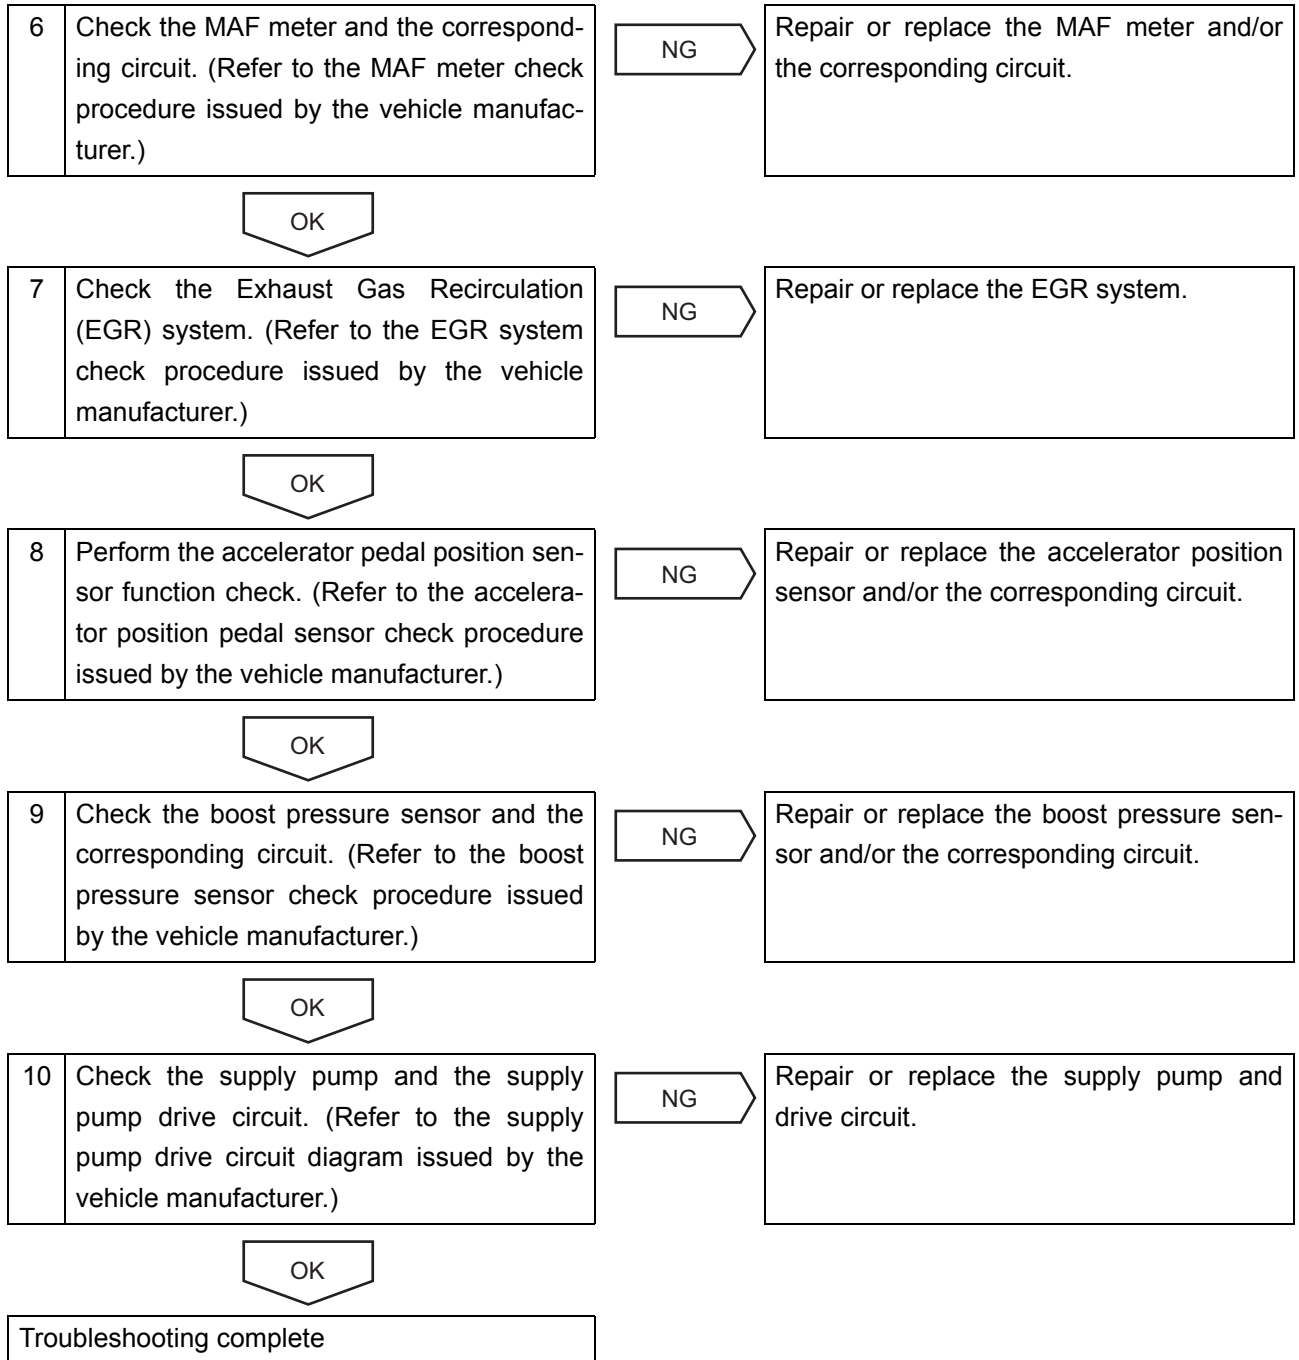 6
Check the MAF meter and the correspond-
ing circuit. (Refer to the MAF meter check
procedure issued by the vehicle manufac-
turer.)
NG
Repair or replace the MAF meter and/or
the corresponding circuit.
OK
7
Check the Exhaust Gas Recirculation
(EGR) system. (Refer to the EGR system
check procedure issued by the vehicle
manufacturer.)
NG
Repair or replace the EGR system.
OK
8
Perform the accelerator pedal position sen-
sor function check. (Refer to the accelera-
tor position pedal sensor check procedure
issued by the vehicle manufacturer.)
NG
Repair or replace the accelerator position
sensor and/or the corresponding circuit.
OK
9
Check the boost pressure sensor and the
corresponding circuit. (Refer to the boost
pressure sensor check procedure issued
by the vehicle manufacturer.)
NG
Repair or replace the boost pressure sen-
sor and/or the corresponding circuit.
OK
10
Check the supply pump and the supply
pump drive circuit. (Refer to the supply
pump drive circuit diagram issued by the
vehicle manufacturer.)
NG
Repair or replace the supply pump and
drive circuit.
OK
Troubleshooting complete